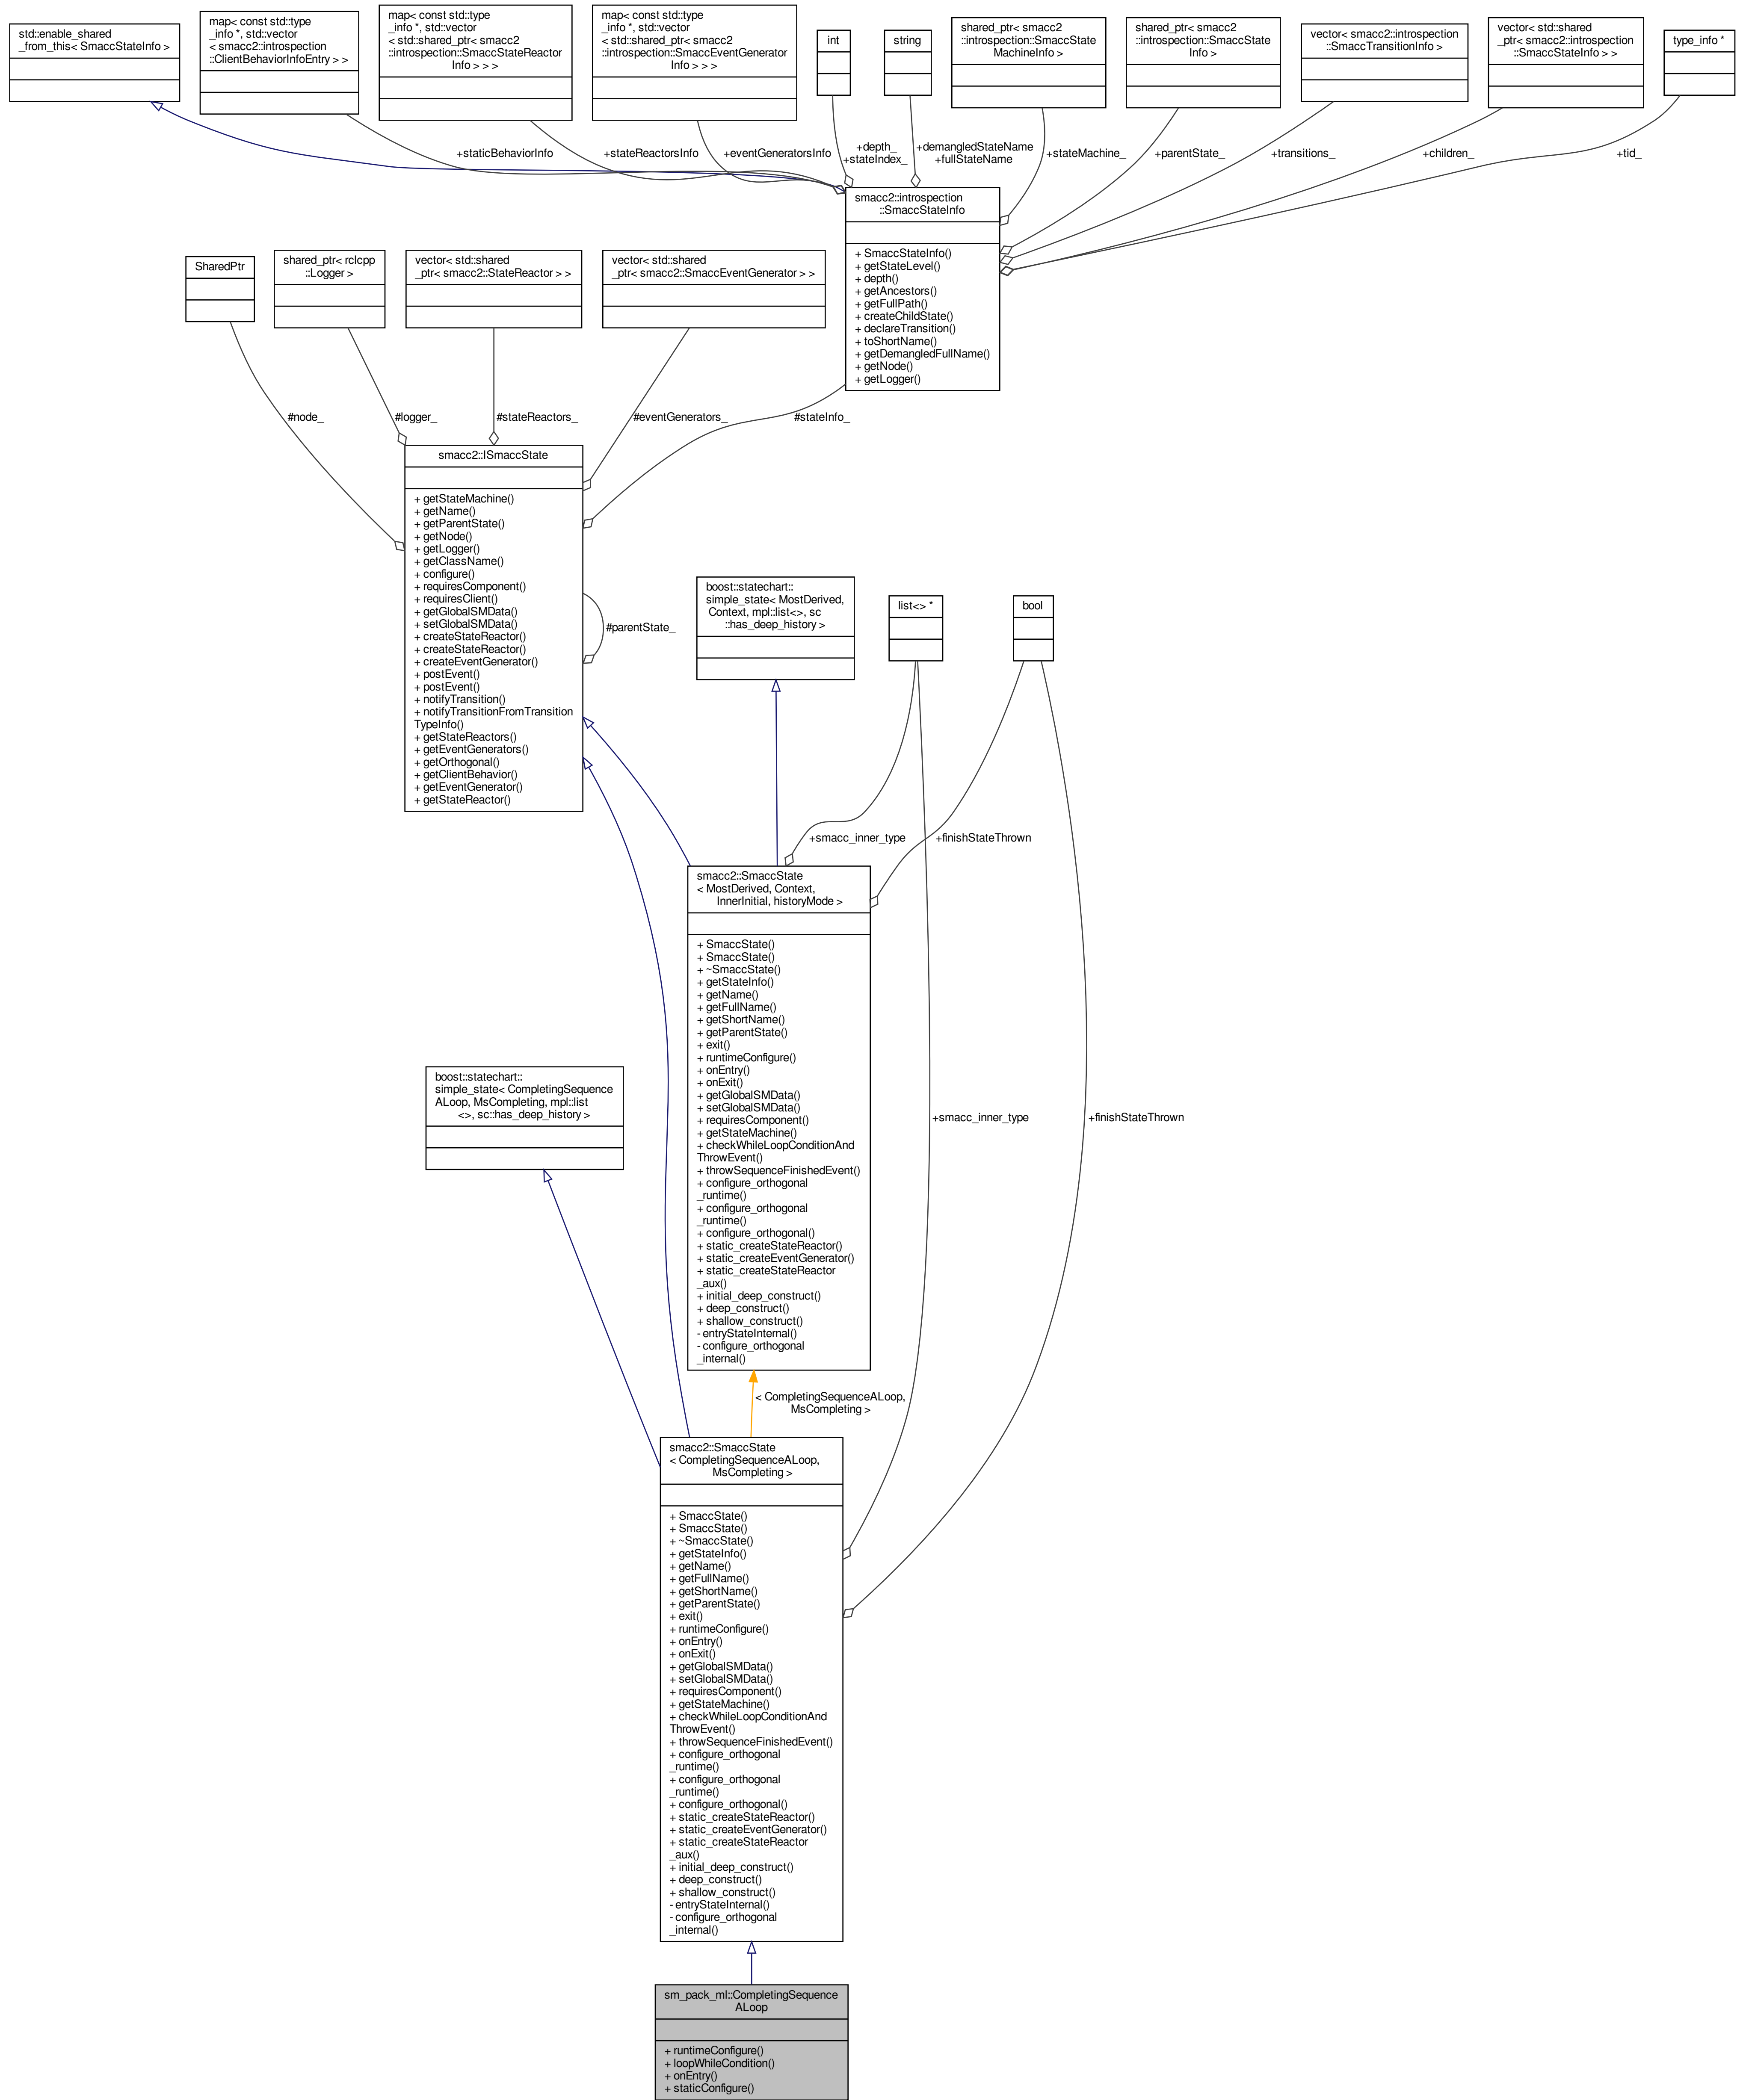 std::enable_shared
_from_this< SmaccStateInfo >
map< const std::type
_info *, std::vector
< smacc2::introspection
::ClientBehaviorInfoEntry > >
map< const std::type
_info *, std::vector
< std::shared_ptr< smacc2
::introspection::SmaccStateReactor
Info > > >
map< const std::type
_info *, std::vector
< std::shared_ptr< smacc2
::introspection::SmaccEventGenerator
Info > > >
int
string
shared_ptr< smacc2
::introspection::SmaccState
MachineInfo >
shared_ptr< smacc2
::introspection::SmaccState
Info >
vector< smacc2::introspection
::SmaccTransitionInfo >
vector< std::shared
_ptr< smacc2::introspection
::SmaccStateInfo > >
type_info *
+staticBehaviorInfo
+stateReactorsInfo
+eventGeneratorsInfo
+depth_
+stateIndex_
+demangledStateName
+fullStateName
+stateMachine_
+parentState_
+transitions_
+children_
+tid_
smacc2::introspection
::SmaccStateInfo
+ SmaccStateInfo()
+ getStateLevel()
+ depth()
+ getAncestors()
+ getFullPath()
+ createChildState()
+ declareTransition()
+ toShortName()
+ getDemangledFullName()
+ getNode()
+ getLogger()
SharedPtr
shared_ptr< rclcpp
::Logger >
vector< std::shared
_ptr< smacc2::StateReactor > >
vector< std::shared
_ptr< smacc2::SmaccEventGenerator > >
#node_
#logger_
#stateReactors_
#eventGenerators_
#stateInfo_
smacc2::ISmaccState
+ getStateMachine()
+ getName()
+ getParentState()
+ getNode()
+ getLogger()
+ getClassName()
+ configure()
+ requiresComponent()
+ requiresClient()
+ getGlobalSMData()
+ setGlobalSMData()
+ createStateReactor()
+ createStateReactor()
+ createEventGenerator()
+ postEvent()
+ postEvent()
+ notifyTransition()
+ notifyTransitionFromTransition
TypeInfo()
+ getStateReactors()
+ getEventGenerators()
+ getOrthogonal()
+ getClientBehavior()
+ getEventGenerator()
+ getStateReactor()
#parentState_
boost::statechart::
simple_state< MostDerived,
Context, mpl::list<>, sc
::has_deep_history >
list<> *
bool
+smacc_inner_type
+finishStateThrown
smacc2::SmaccState
< MostDerived, Context,
InnerInitial, historyMode >
+ SmaccState()
+ SmaccState()
+ ~SmaccState()
+ getStateInfo()
+ getName()
+ getFullName()
+ getShortName()
+ getParentState()
+ exit()
+ runtimeConfigure()
+ onEntry()
+ onExit()
+ getGlobalSMData()
+ setGlobalSMData()
+ requiresComponent()
+ getStateMachine()
+ checkWhileLoopConditionAnd
ThrowEvent()
+ throwSequenceFinishedEvent()
+ configure_orthogonal
_runtime()
+ configure_orthogonal
_runtime()
+ configure_orthogonal()
+ static_createStateReactor()
+ static_createEventGenerator()
+ static_createStateReactor
_aux()
+ initial_deep_construct()
+ deep_construct()
+ shallow_construct()
- entryStateInternal()
- configure_orthogonal
_internal()
boost::statechart::
simple_state< CompletingSequence
ALoop, MsCompleting, mpl::list
<>, sc::has_deep_history >
+smacc_inner_type
+finishStateThrown
< CompletingSequenceALoop,
MsCompleting >
smacc2::SmaccState
< CompletingSequenceALoop,
MsCompleting >
+ SmaccState()
+ SmaccState()
+ ~SmaccState()
+ getStateInfo()
+ getName()
+ getFullName()
+ getShortName()
+ getParentState()
+ exit()
+ runtimeConfigure()
+ onEntry()
+ onExit()
+ getGlobalSMData()
+ setGlobalSMData()
+ requiresComponent()
+ getStateMachine()
+ checkWhileLoopConditionAnd
ThrowEvent()
+ throwSequenceFinishedEvent()
+ configure_orthogonal
_runtime()
+ configure_orthogonal
_runtime()
+ configure_orthogonal()
+ static_createStateReactor()
+ static_createEventGenerator()
+ static_createStateReactor
_aux()
+ initial_deep_construct()
+ deep_construct()
+ shallow_construct()
- entryStateInternal()
- configure_orthogonal
_internal()
sm_pack_ml::CompletingSequence
ALoop
+ runtimeConfigure()
+ loopWhileCondition()
+ onEntry()
+ staticConfigure()